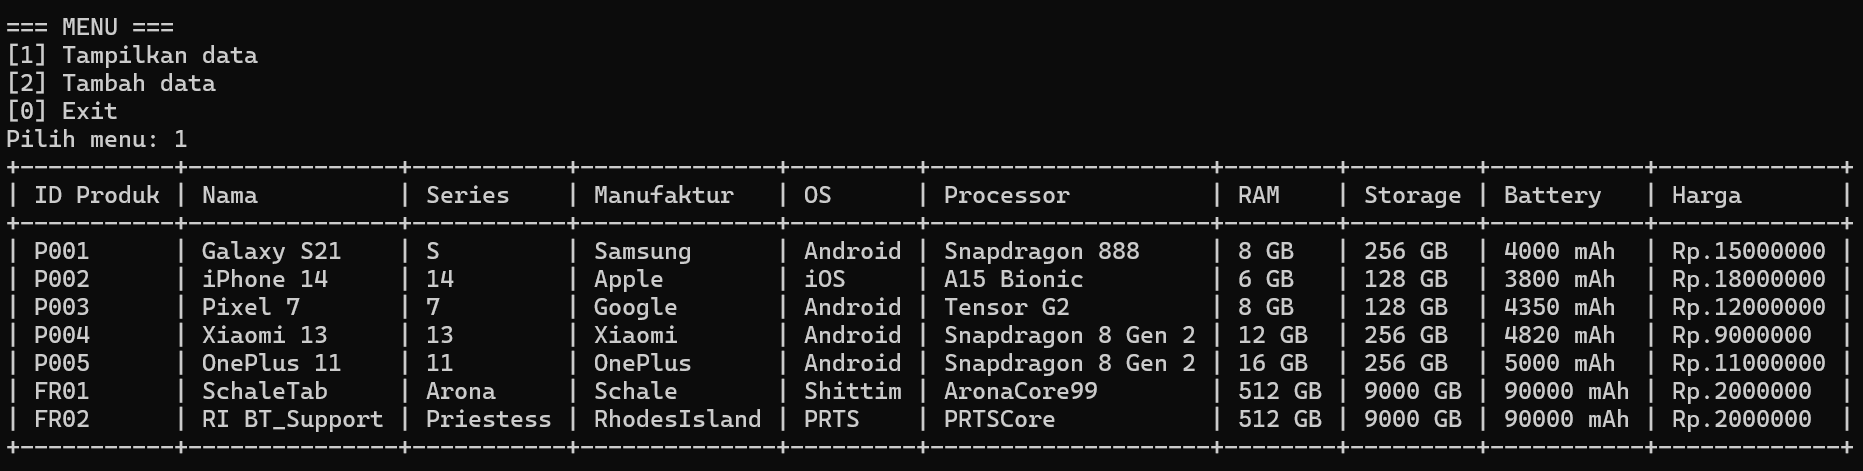 === MENU ===
[1] Tampilkan data
[2] Tambah data
[0] Exit
Pilih menu: 1
+-----------+---------------+-----------+--------------+---------+--------------------+--------+---------+-----------+-------------+
| ID Produk | Nama          | Series    | Manufaktur   | OS      | Processor          | RAM    | Storage | Battery   | Harga       |
+-----------+---------------+-----------+--------------+---------+--------------------+--------+---------+-----------+-------------+
| P001      | Galaxy S21    | S         | Samsung      | Android | Snapdragon 888     | 8 GB   | 256 GB  | 4000 mAh  | Rp.15000000 |
| P002      | iPhone 14     | 14        | Apple        | iOS     | A15 Bionic         | 6 GB   | 128 GB  | 3800 mAh  | Rp.18000000 |
| P003      | Pixel 7       | 7         | Google       | Android | Tensor G2          | 8 GB   | 128 GB  | 4350 mAh  | Rp.12000000 |
| P004      | Xiaomi 13     | 13        | Xiaomi       | Android | Snapdragon 8 Gen 2 | 12 GB  | 256 GB  | 4820 mAh  | Rp.9000000  |
| P005      | OnePlus 11    | 11        | OnePlus      | Android | Snapdragon 8 Gen 2 | 16 GB  | 256 GB  | 5000 mAh  | Rp.11000000 |
| FR01      | SchaleTab     | Arona     | Schale       | Shittim | AronaCore99        | 512 GB | 9000 GB | 90000 mAh | Rp.2000000  |
| FR02      | RI BT_Support | Priestess | RhodesIsland | PRTS    | PRTSCore           | 512 GB | 9000 GB | 90000 mAh | Rp.2000000  |
+-----------+---------------+-----------+--------------+---------+--------------------+--------+---------+-----------+-------------+